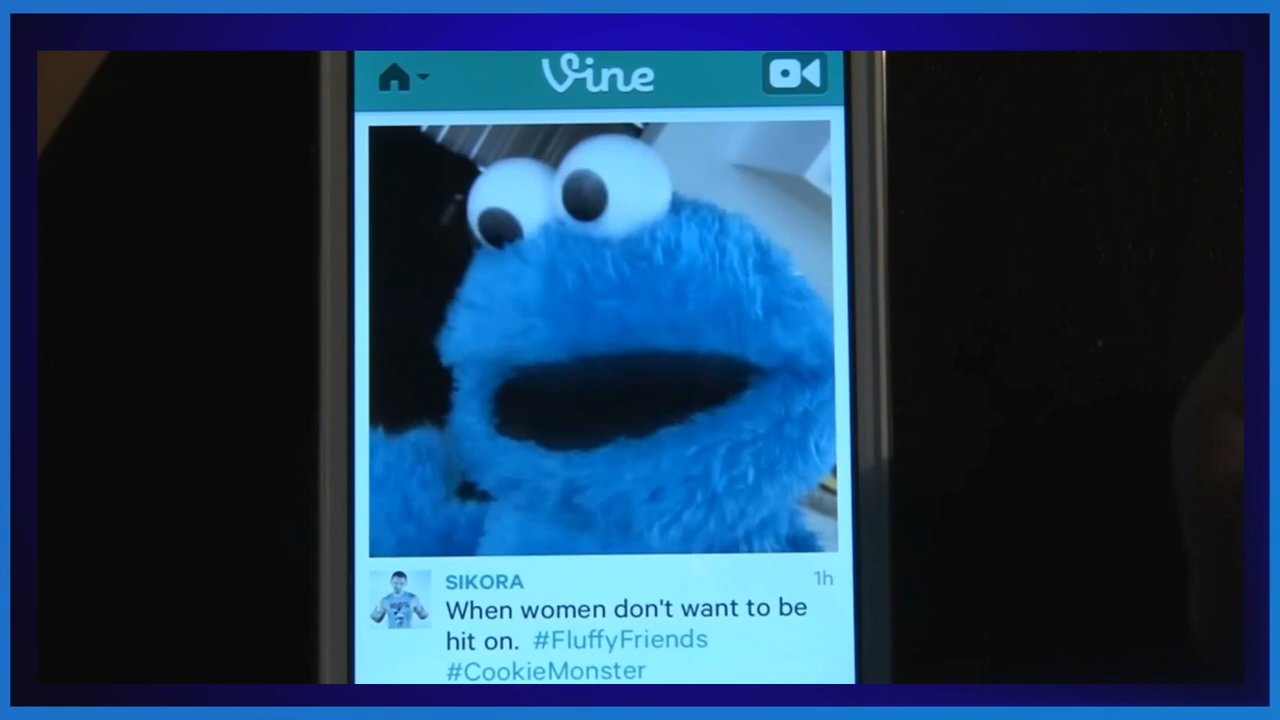 Vine
SIKORA
1h
When women don't want to be
hit on. #FluffyFriends
#CookieMonster